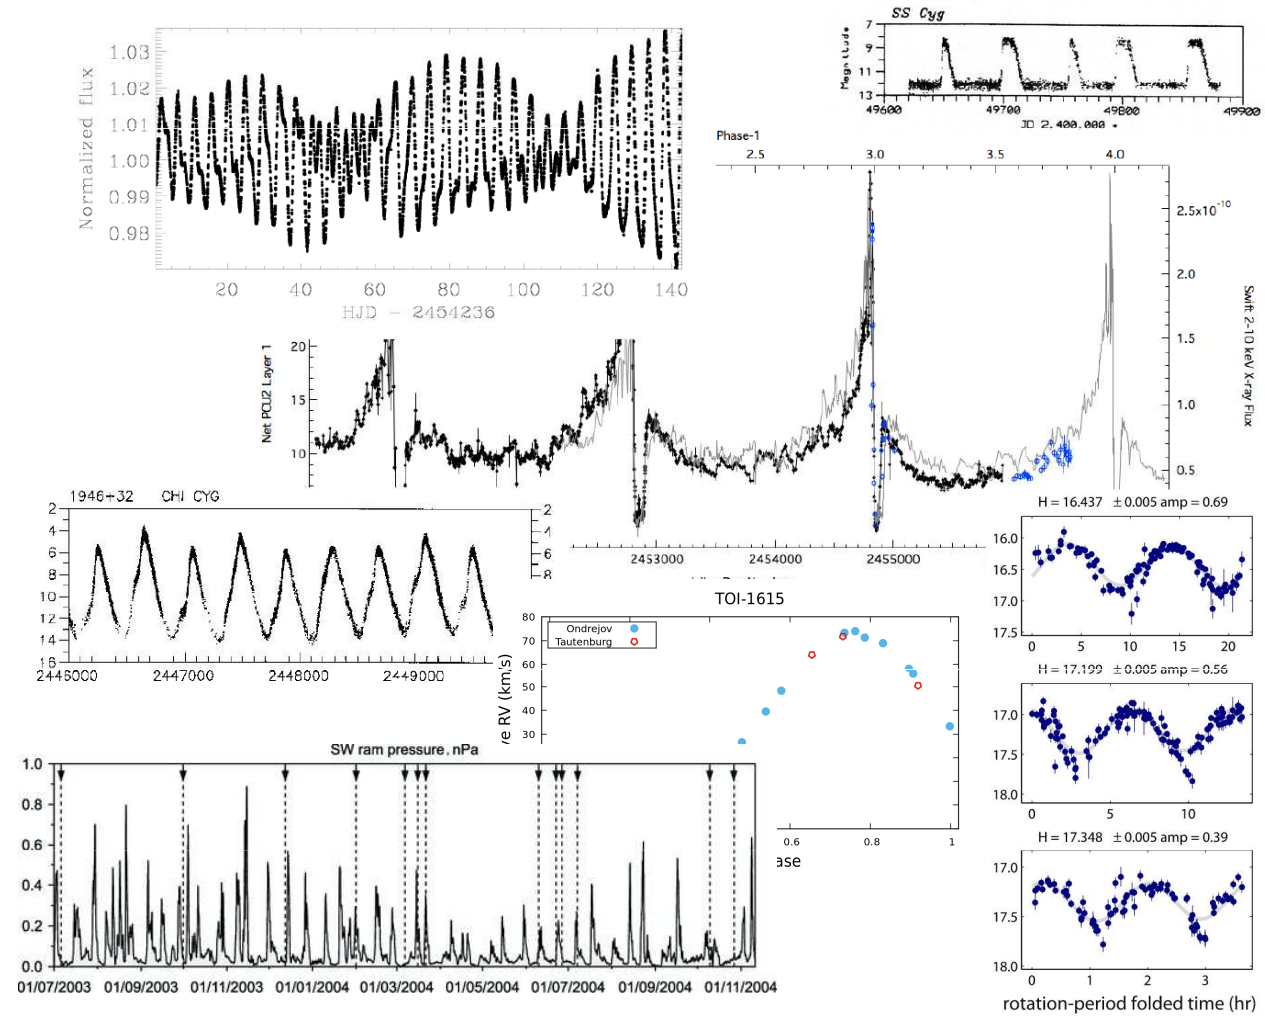 1.03
1.02
1.01
1.00
0.99
0.98
Normalized flux
20 40 60 80 100 120 140
HJD - 2454236
SS Cyg
7
9
11
13
Magnitude
49600 49700 49800 49900
JD 2,400,000 +
Phase-1
2.5 3.0 3.5 4.0
2.5x10-10
2.0
1.5
1.0
0.5
Swift 2-10 keV X-ray Flux
20
15
10
Net PCU2 Layer 1
2453000 2454000 2455000
1946+32 CHI CYG
2
4
6
8
10
12
14
16
2
4
6
8
2446000 2447000 2448000 2449000
TOI-1615
80
70
60
50
40
30
ve RV (km/s)
Ondrejov
Tautenburg
0.6 0.8 1
ase
SW ram pressure, nPa
1.0
0.8
0.6
0.4
0.2
0.0
01/07/2003 01/09/2003 01/11/2003 01/01/2004 01/03/2004 01/05/2004 01/07/2004 01/09/2004 01/11/2004
H = 16.437 ±0.005 amp = 0.69
16.0
16.5
17.0
17.5
0 5 10 15 20
H = 17.199 ±0.005 amp = 0.56
17.0
17.5
18.0
0 5 10
H = 17.348 ±0.005 amp = 0.39
17.0
17.5
18.0
0 1 2 3
rotation-period folded time (hr)